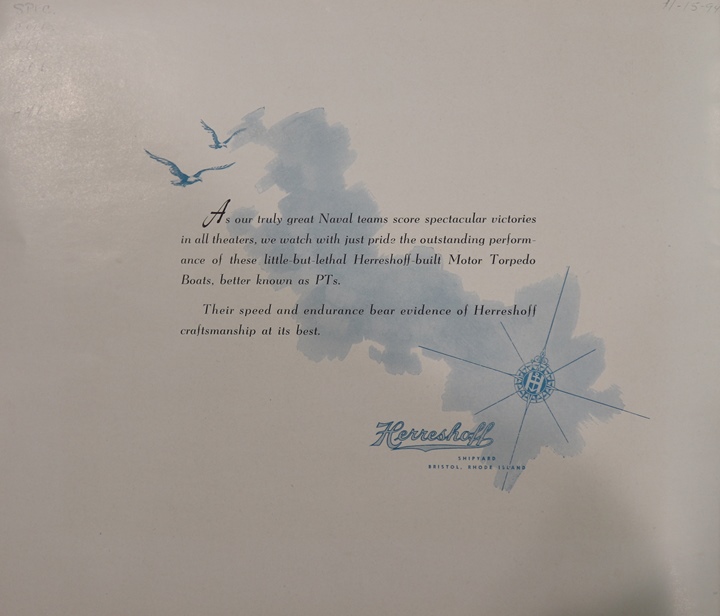 As our truly great Naval teams score spectacular victories
in all theaters, we watch with just pride the outstanding perform-
ance of these little-but-lethal Herreshoff-built Motor Torpedo
Boats, better known as PTs.
Their speed and endurance bear evidence of Herreshoff
craftsmanship at its best.
H
Herreshoff
SHIPYARD
BRISTOL, RHODE ISLAND